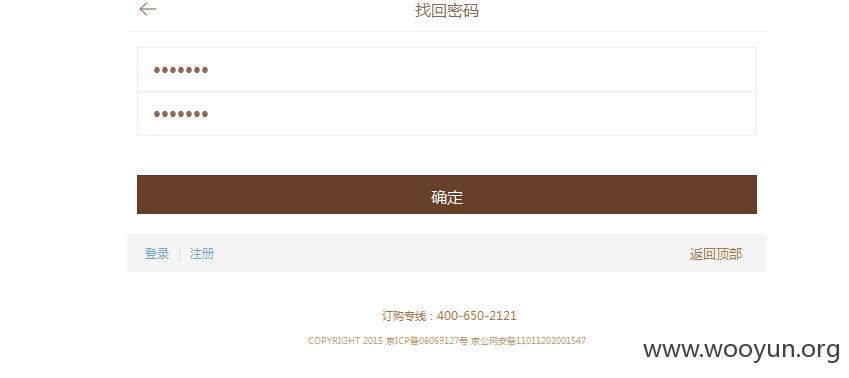 找回密码
•••••••
•••••••
确定
登录 | 注册 返回顶部
订购专线：400-650-2121
COPYRIGHT 2015 京ICP备06069127号 京公网安备11011202001547
www.wooyun.org